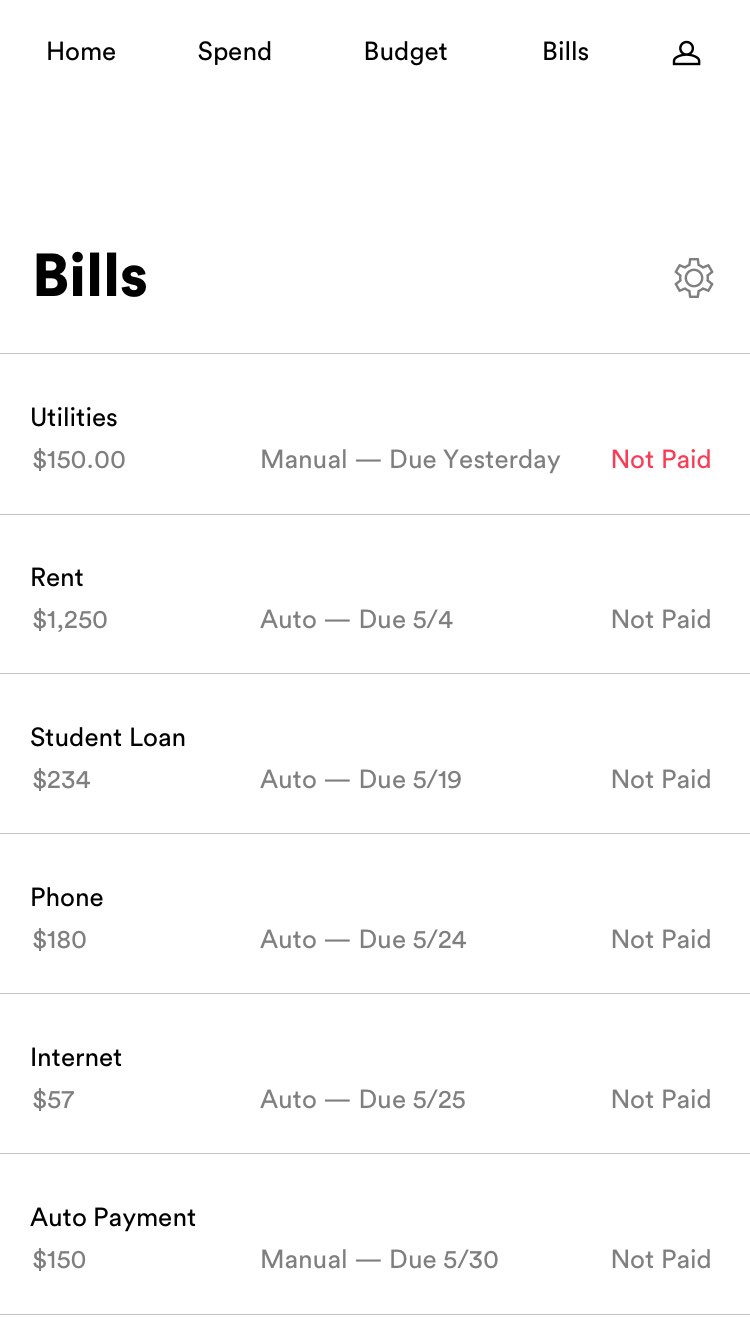 Home Spend Budget Bills
Bills
Utilities
$150.00 Manual — Due Yesterday Not Paid
Rent
$1,250 Auto — Due 5/4 Not Paid
Student Loan
$234 Auto — Due 5/19 Not Paid
Phone
$180 Auto — Due 5/24 Not Paid
Internet
$57 Auto — Due 5/25 Not Paid
Auto Payment
$150 Manual — Due 5/30 Not Paid